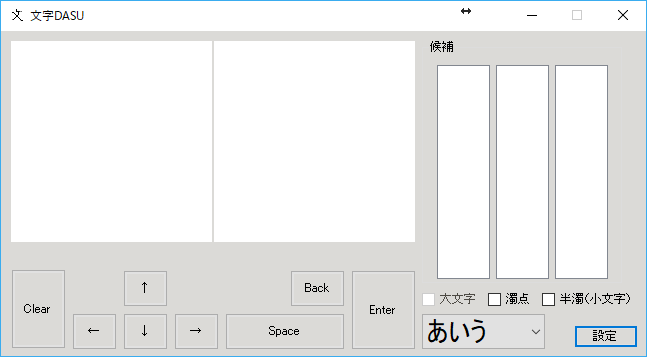 文 文字DASU
候補
Clear
↑
←
↓
→
Back
Space
Enter
大文字
濁点
半濁(小文字)
あいう
設定